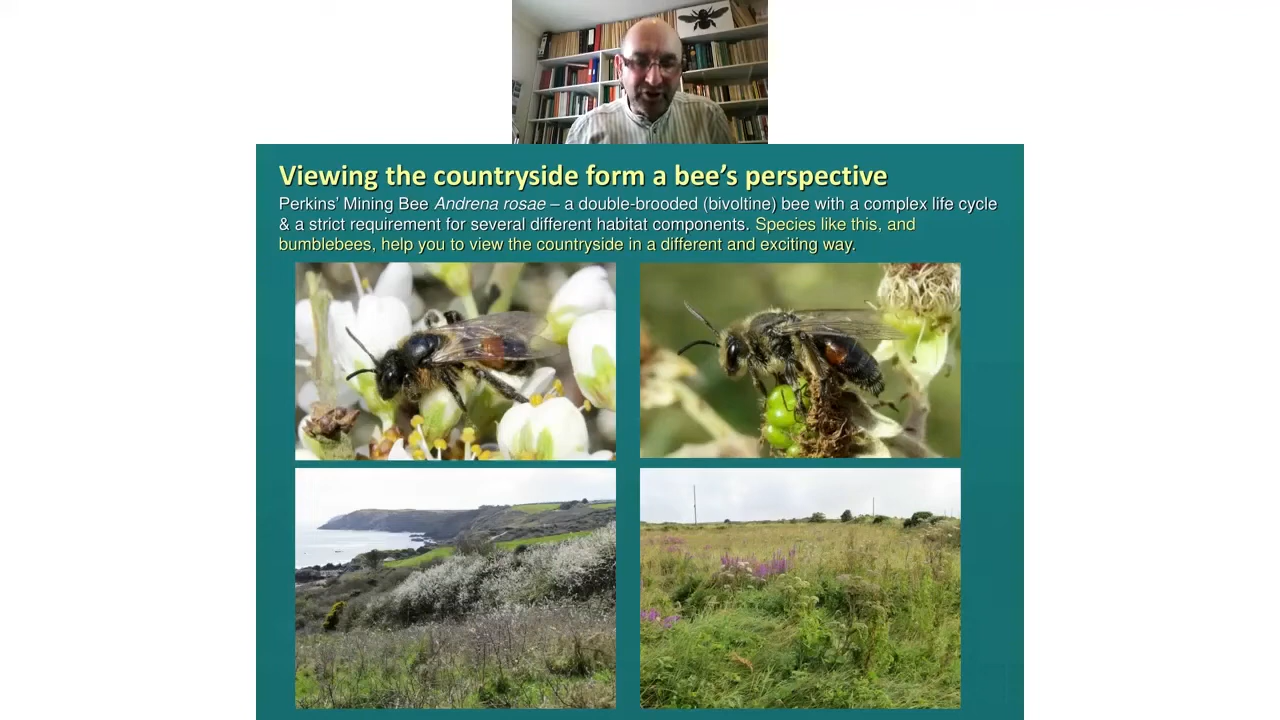 Viewing the countryside form a bee's perspective
Perkins' Mining Bee Andrena rosae – a double-brooded (bivoltine) bee with a complex life cycle
& a strict requirement for several different habitat components. Species like this, and
bumblebees, help you to view the countryside in a different and exciting way.